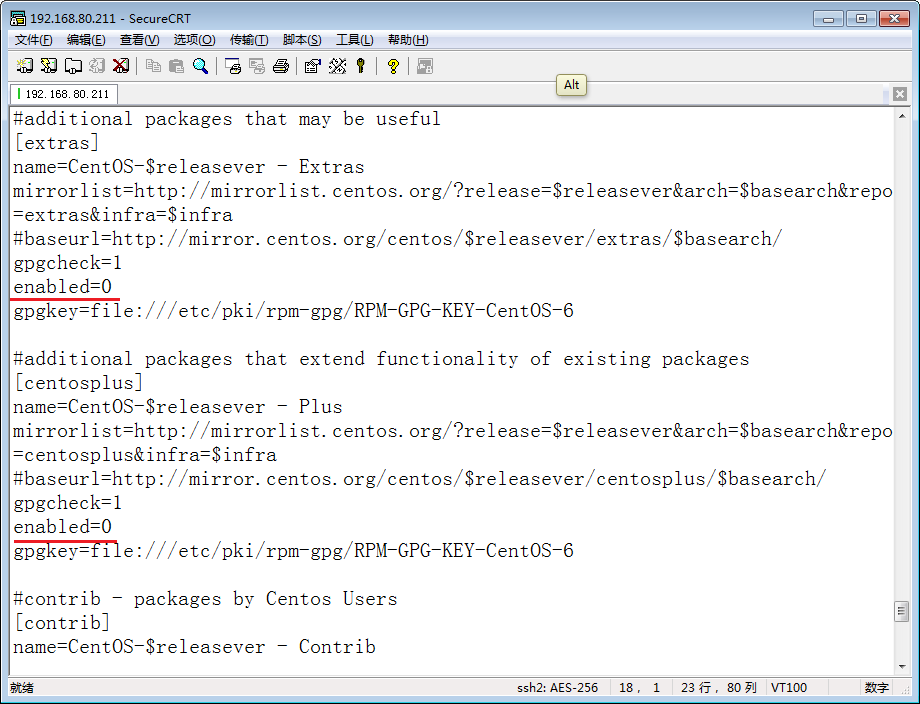 192.168.80.211 - SecureCRT
文件(F) 编辑(E) 查看(V) 选项(O) 传输(T) 脚本(S) 工具(L) 帮助(H)
Alt
192.168.80.211
#additional packages that may be useful
[extras]
name=CentOS-$releasever - Extras
mirrorlist=http://mirrorlist.centos.org/?release=$releasever&arch=$basearch&repo
=extras&infra=$infra
#baseurl=http://mirror.centos.org/centos/$releasever/extras/$basearch/
gpgcheck=1
enabled=0
gpgkey=file:///etc/pki/rpm-gpg/RPM-GPG-KEY-CentOS-6
#additional packages that extend functionality of existing packages
[centosplus]
name=CentOS-$releasever - Plus
mirrorlist=http://mirrorlist.centos.org/?release=$releasever&arch=$basearch&repo
=centosplus&infra=$infra
#baseurl=http://mirror.centos.org/centos/$releasever/centosplus/$basearch/
gpgcheck=1
enabled=0
gpgkey=file:///etc/pki/rpm-gpg/RPM-GPG-KEY-CentOS-6
#contrib - packages by Centos Users
[contrib]
name=CentOS-$releasever - Contrib
就绪 ssh2: AES-256 18, 1 23 行, 80 列 VT100 数字